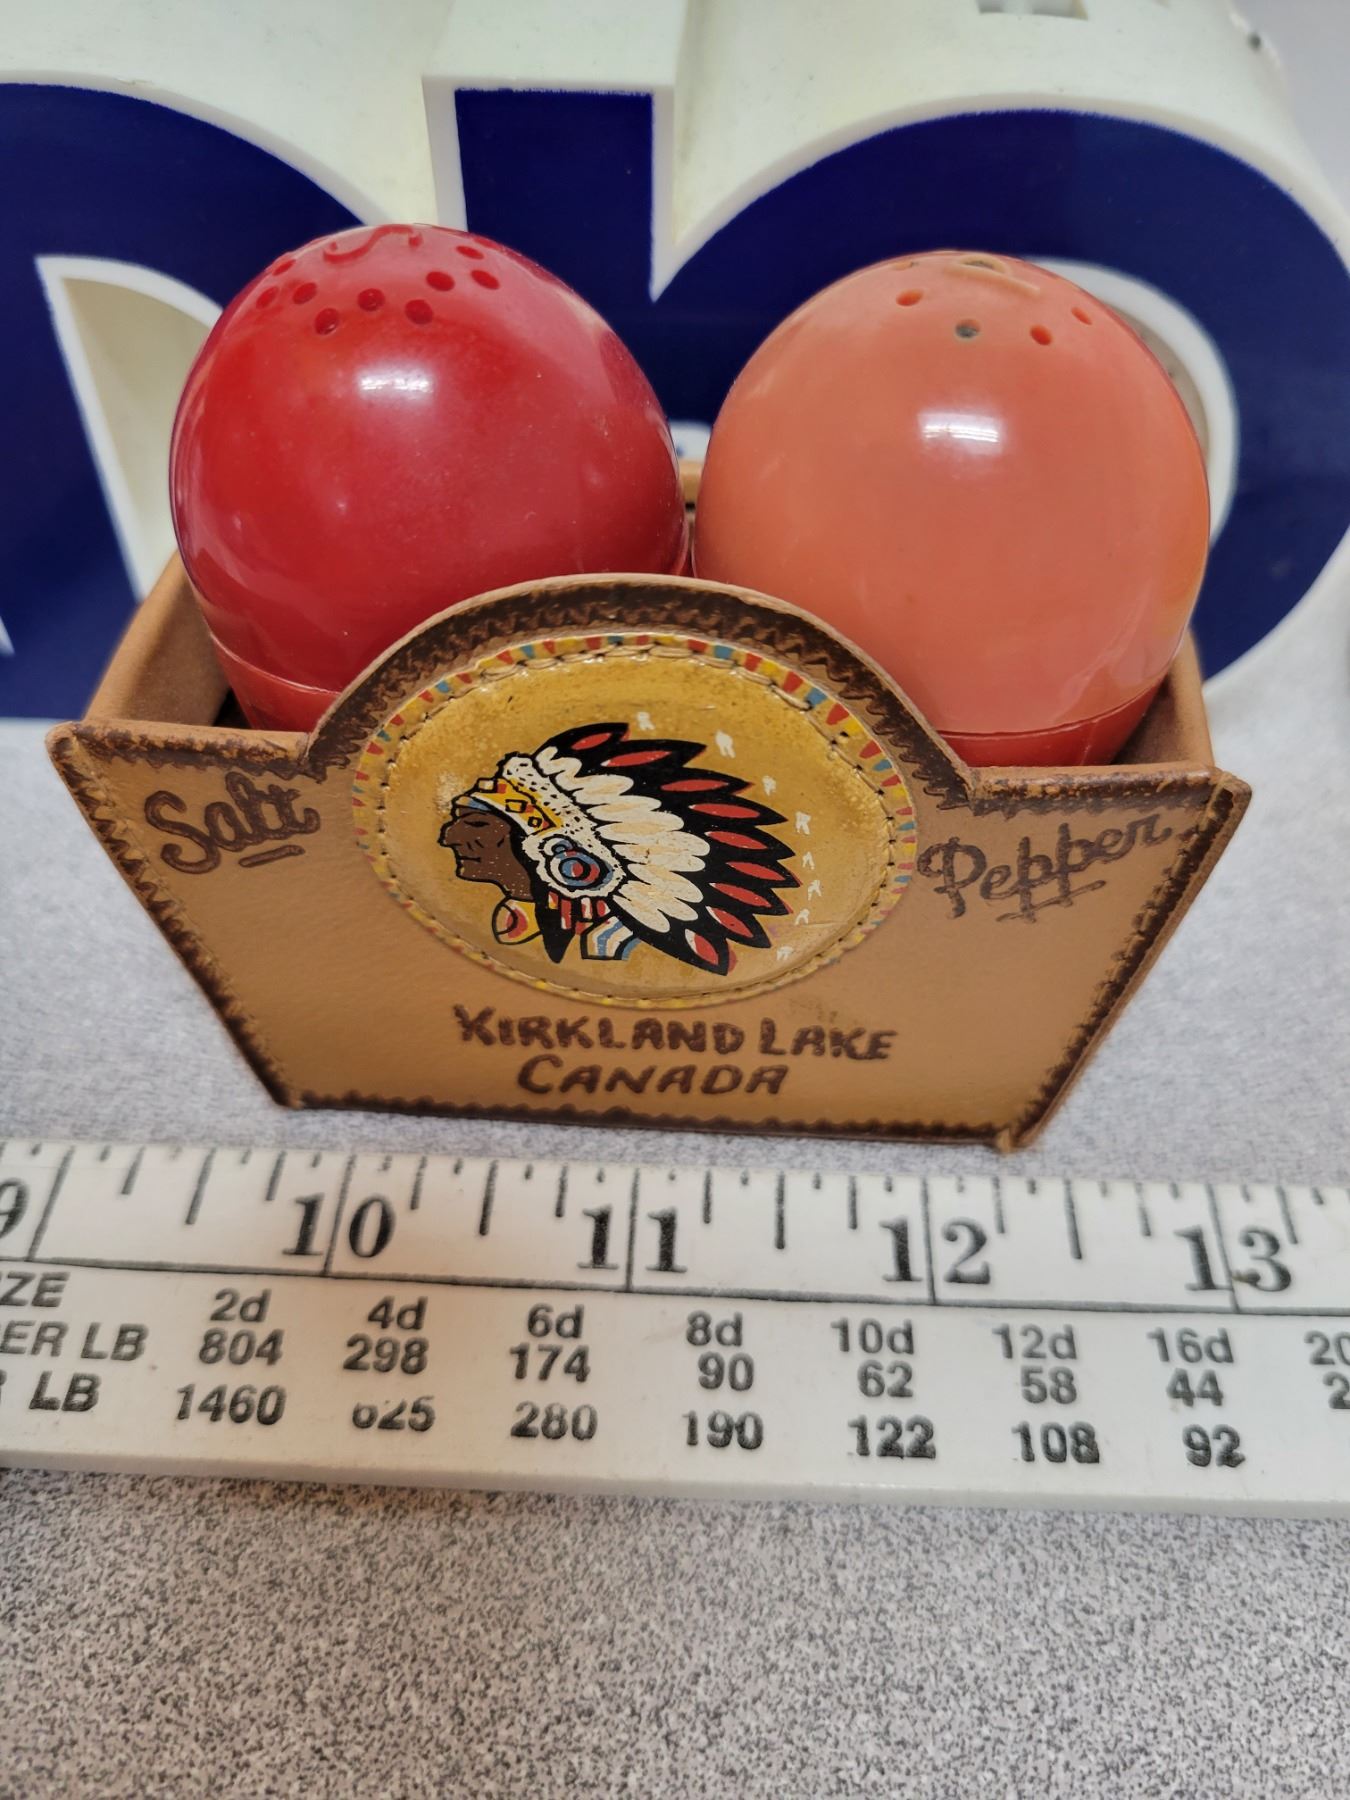 S
Salt
Pepper
KIRKLAND LAKE
CANADA
9 10 11 12 13
2d 4d 6d 8d 10d 12d 16d
ER LB 804 298 174 90 62 58 44
LB 1460 625 280 190 122 108 92